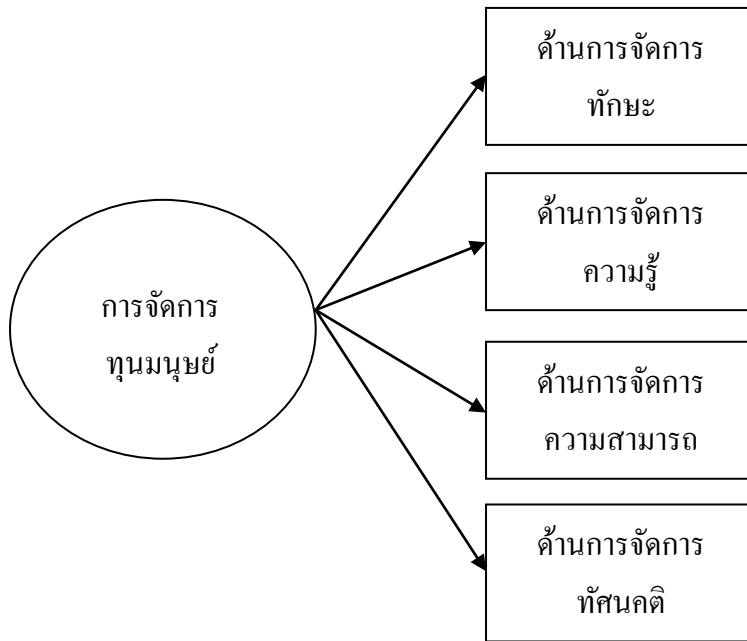 การจัดการ
ทุนมนุษย์
ด้านการจัดการ
ทักษะ
ด้านการจัดการ
ความรู้
ด้านการจัดการ
ความสามารถ
ด้านการจัดการ
ทัศนคติ